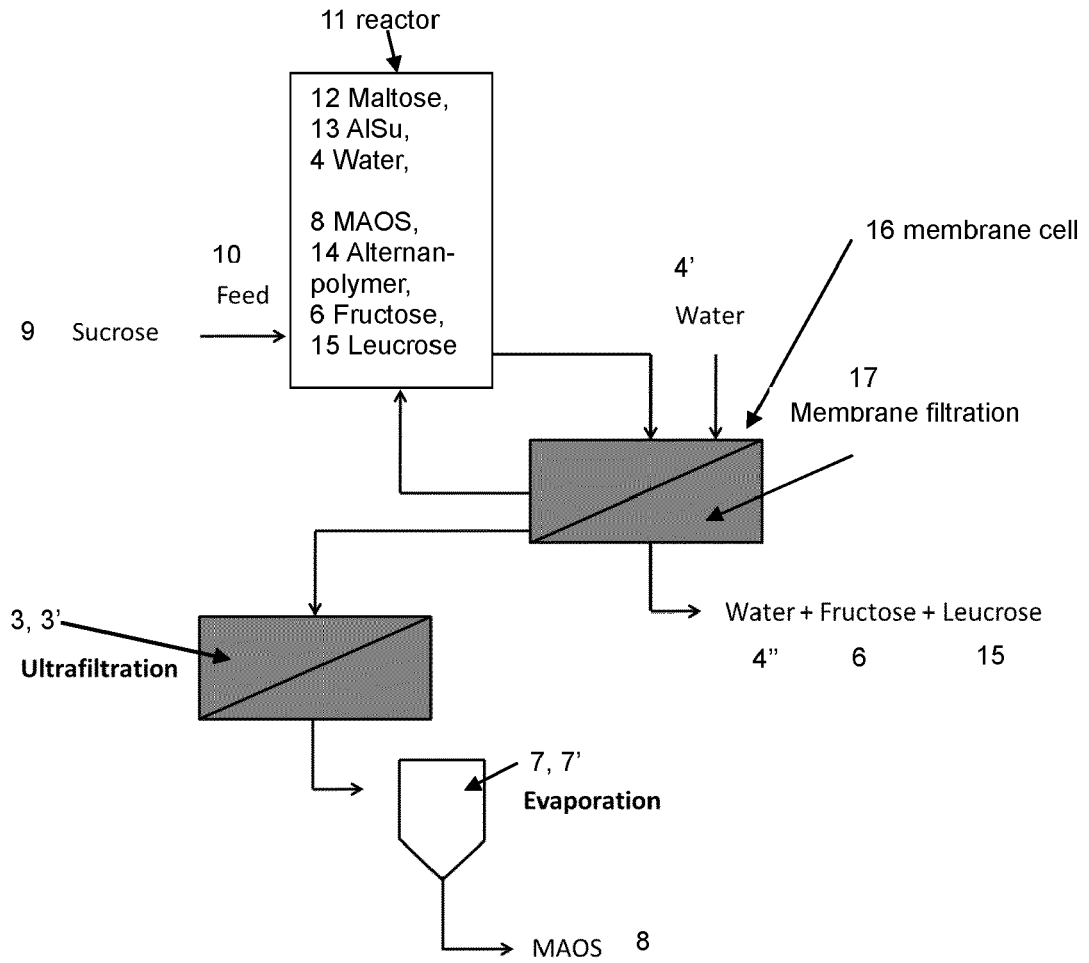 11 reactor
12 Maltose,
13 AlSu,
4 Water,
8 MAOS,
14 Alternan-
polymer,
6 Fructose,
15 Leucrose
10
Feed
9 Sucrose
16 membrane cell
4’
Water
17
Membrane filtration
3, 3’
Ultrafiltration
Water + Fructose + Leucrose
4” 6 15
7, 7’
Evaporation
MAOS 8